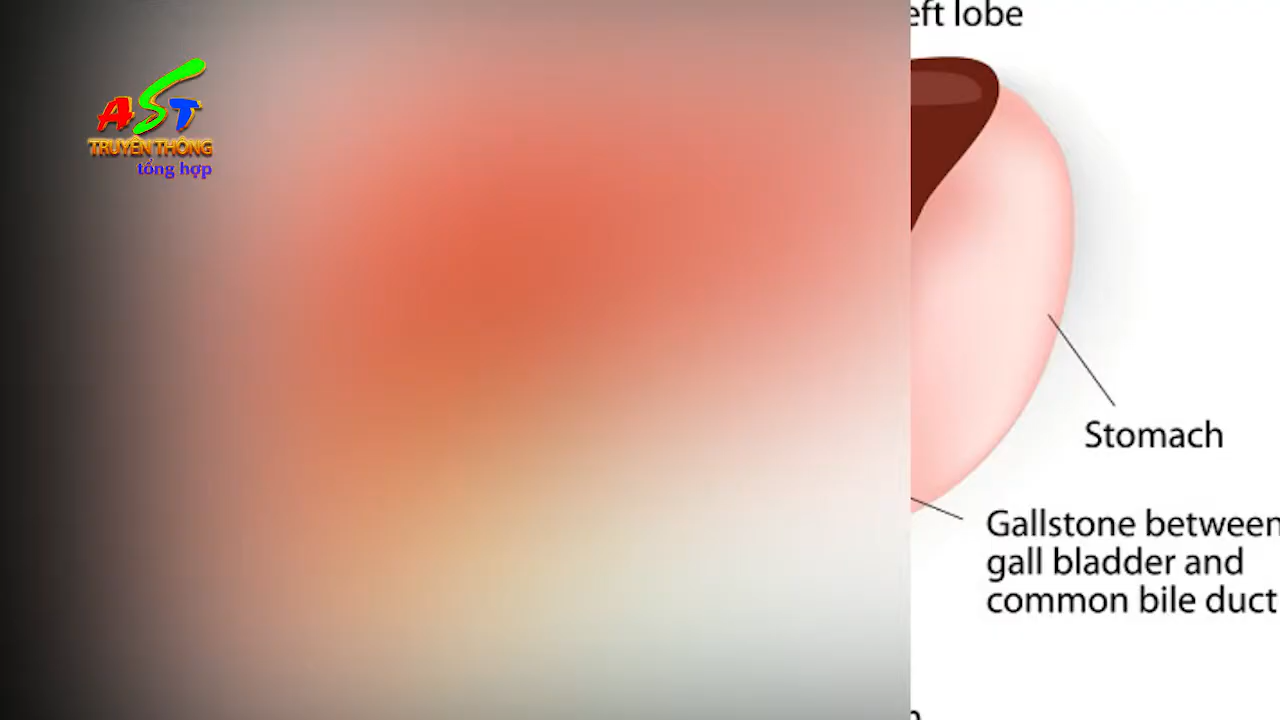 eft lobe
AST
TRUYỀN THÔNG
tổng hợp
Stomach
Gallstone between
gall bladder and
common bile duct